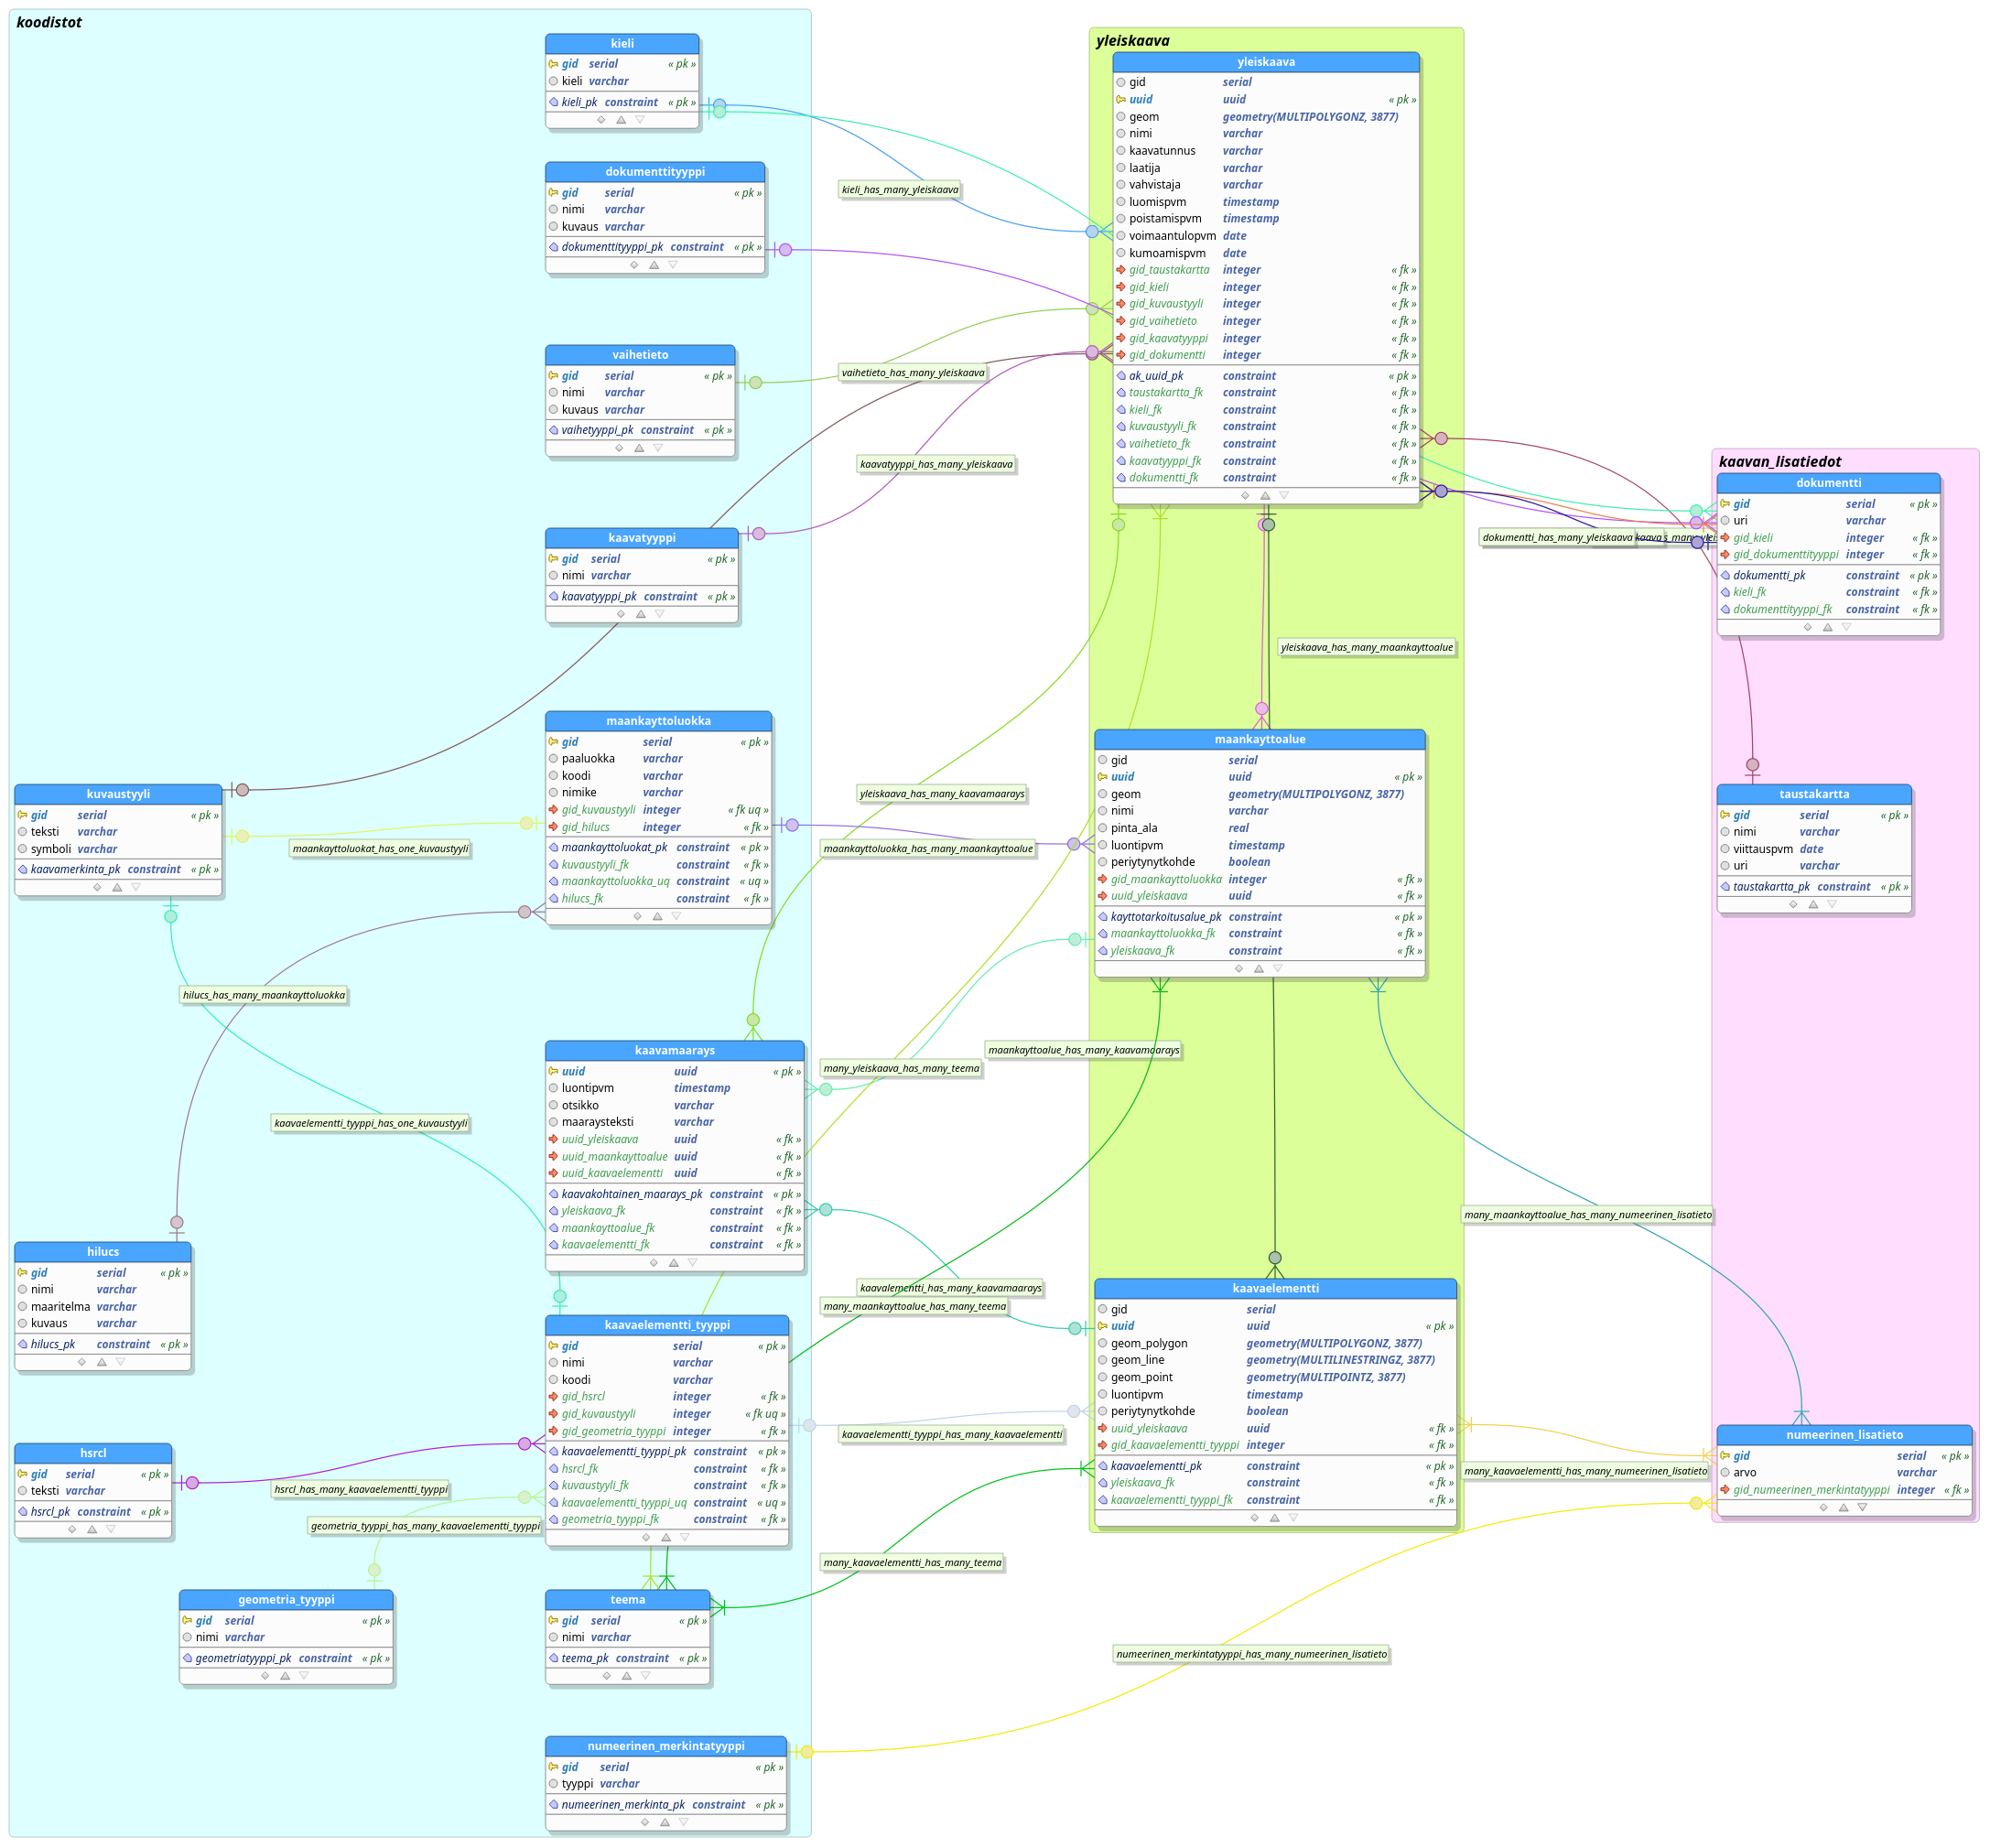 koodistot
kieli
gid serial « pk »
kieli varchar
kieli_pk constraint « pk »
dokumenttityyppi
gid serial « pk »
nimi varchar
kuvaus varchar
dokumenttityyppi_pk constraint « pk »
vaihetieto
gid serial « pk »
nimi varchar
kuvaus varchar
vaihetyyppi_pk constraint « pk »
kaavatyyppi
gid serial « pk »
nimi varchar
kaavatyyppi_pk constraint « pk »
maankayttoluokka
gid serial « pk »
paaluokka varchar
koodi varchar
nimike varchar
gid_kuvaustyyli integer « fk uq »
gid_hilucs integer « fk »
maankayttoluokat_pk constraint « pk »
kuvaustyyli_fk constraint « fk »
maankayttoluokka_uq constraint « uq »
hilucs_fk constraint « fk »
kuvaustyyli
gid serial « pk »
teksti varchar
symboli varchar
kaavamerkinta_pk constraint « pk »
maankayttoluokat_has_one_kuvaustyyli
hilucs_has_many_maankayttoluokka
kaavaelementti_tyyppi_has_one_kuvaustyyli
kaavamaarays
uuid uuid « pk »
luontipvm timestamp
otsikko varchar
maaraysteksti varchar
uuid_yleiskaava uuid « fk »
uuid_maankayttoalue uuid « fk »
uuid_kaavaelementti uuid « fk »
kaavakohtainen_maarays_pk constraint « pk »
yleiskaava_fk constraint « fk »
maankayttoalue_fk constraint « fk »
kaavaelementti_fk constraint « fk »
hilucs
gid serial « pk »
nimi varchar
maaritelma varchar
kuvaus varchar
hilucs_pk constraint « pk »
kaavaelementti_tyyppi
gid serial « pk »
nimi varchar
koodi varchar
gid_hsrcl integer « fk »
gid_kuvaustyyli integer « fk uq »
gid_geometria_tyyppi integer « fk »
kaavaelementti_tyyppi_pk constraint « pk »
hsrcl_fk constraint « fk »
kuvaustyyli_fk constraint « fk »
kaavaelementti_tyyppi_uq constraint « uq »
geometria_tyyppi_fk constraint « fk »
hsrcl
gid serial « pk »
teksti varchar
hsrcl_pk constraint « pk »
hsrcl_has_many_kaavaelementti_tyyppi
geometria_tyyppi_has_many_kaavaelementti_tyyppi
geometria_tyyppi
gid serial « pk »
nimi varchar
geometriatyyppi_pk constraint « pk »
teema
gid serial « pk »
nimi varchar
teema_pk constraint « pk »
numeerinen_merkintatyyppi
gid serial « pk »
tyyppi varchar
numeerinen_merkinta_pk constraint « pk »
kieli_has_many_yleiskaava
vaihetieto_has_many_yleiskaava
kaavatyyppi_has_many_yleiskaava
yleiskaava_has_many_kaavamaarays
maankayttoluokka_has_many_maankayttoalue
maankayttoalue_has_many_kaavamaarays
many_yleiskaava_has_many_teema
kaavalementti_has_many_kaavamaarays
many_maankayttoalue_has_many_teema
kaavaelementti_tyyppi_has_many_kaavaelementti
many_kaavaelementti_has_many_teema
numeerinen_merkintatyyppi_has_many_numeerinen_lisatieto
yleiskaava
yleiskaava
gid serial
uuid uuid « pk »
geom geometry(MULTIPOLYGONZ, 3877)
nimi varchar
kaavatunnus varchar
laatija varchar
vahvistaja varchar
luomispvm timestamp
poistamispvm timestamp
voimaantulopvm date
kumoamispvm date
gid_taustakartta integer « fk »
gid_kieli integer « fk »
gid_kuvaustyyli integer « fk »
gid_vaihetieto integer « fk »
gid_kaavatyyppi integer « fk »
gid_dokumentti integer « fk »
ak_uuid_pk constraint « pk »
taustakartta_fk constraint « fk »
kieli_fk constraint « fk »
kuvaustyyli_fk constraint « fk »
vaihetieto_fk constraint « fk »
kaavatyyppi_fk constraint « fk »
dokumentti_fk constraint « fk »
yleiskaava_has_many_maankayttoalue
maankayttoalue
gid serial
uuid uuid « pk »
geom geometry(MULTIPOLYGONZ, 3877)
nimi varchar
pinta_ala real
luontipvm timestamp
periytynytkohde boolean
gid_maankayttoluokka integer « fk »
uuid_yleiskaava uuid « fk »
kayttotarkoitusalue_pk constraint « pk »
maankayttoluokka_fk constraint « fk »
yleiskaava_fk constraint « fk »
kaavaelementti
gid serial
uuid uuid « pk »
geom_polygon geometry(MULTIPOLYGONZ, 3877)
geom_line geometry(MULTILINESTRINGZ, 3877)
geom_point geometry(MULTIPOINTZ, 3877)
luontipvm timestamp
periytynytkohde boolean
uuid_yleiskaava uuid « fk »
gid_kaavaelementti_tyyppi integer « fk »
kaavaelementti_pk constraint « pk »
yleiskaava_fk constraint « fk »
kaavaelementti_tyyppi_fk constraint « fk »
dokumentti_has_many_yleiskaava
many_maankayttoalue_has_many_numeerinen_lisatieto
many_kaavaelementti_has_many_numeerinen_lisatieto
kaavan_lisatiedot
dokumentti
gid serial « pk »
uri varchar
gid_kieli integer « fk »
gid_dokumenttityyppi integer « fk »
dokumentti_pk constraint « pk »
kieli_fk constraint « fk »
dokumenttityyppi_fk constraint « fk »
taustakartta
gid serial « pk »
nimi varchar
viittauspvm date
uri varchar
taustakartta_pk constraint « pk »
numeerinen_lisatieto
gid serial « pk »
arvo varchar
gid_numeerinen_merkintatyyppi integer « fk »